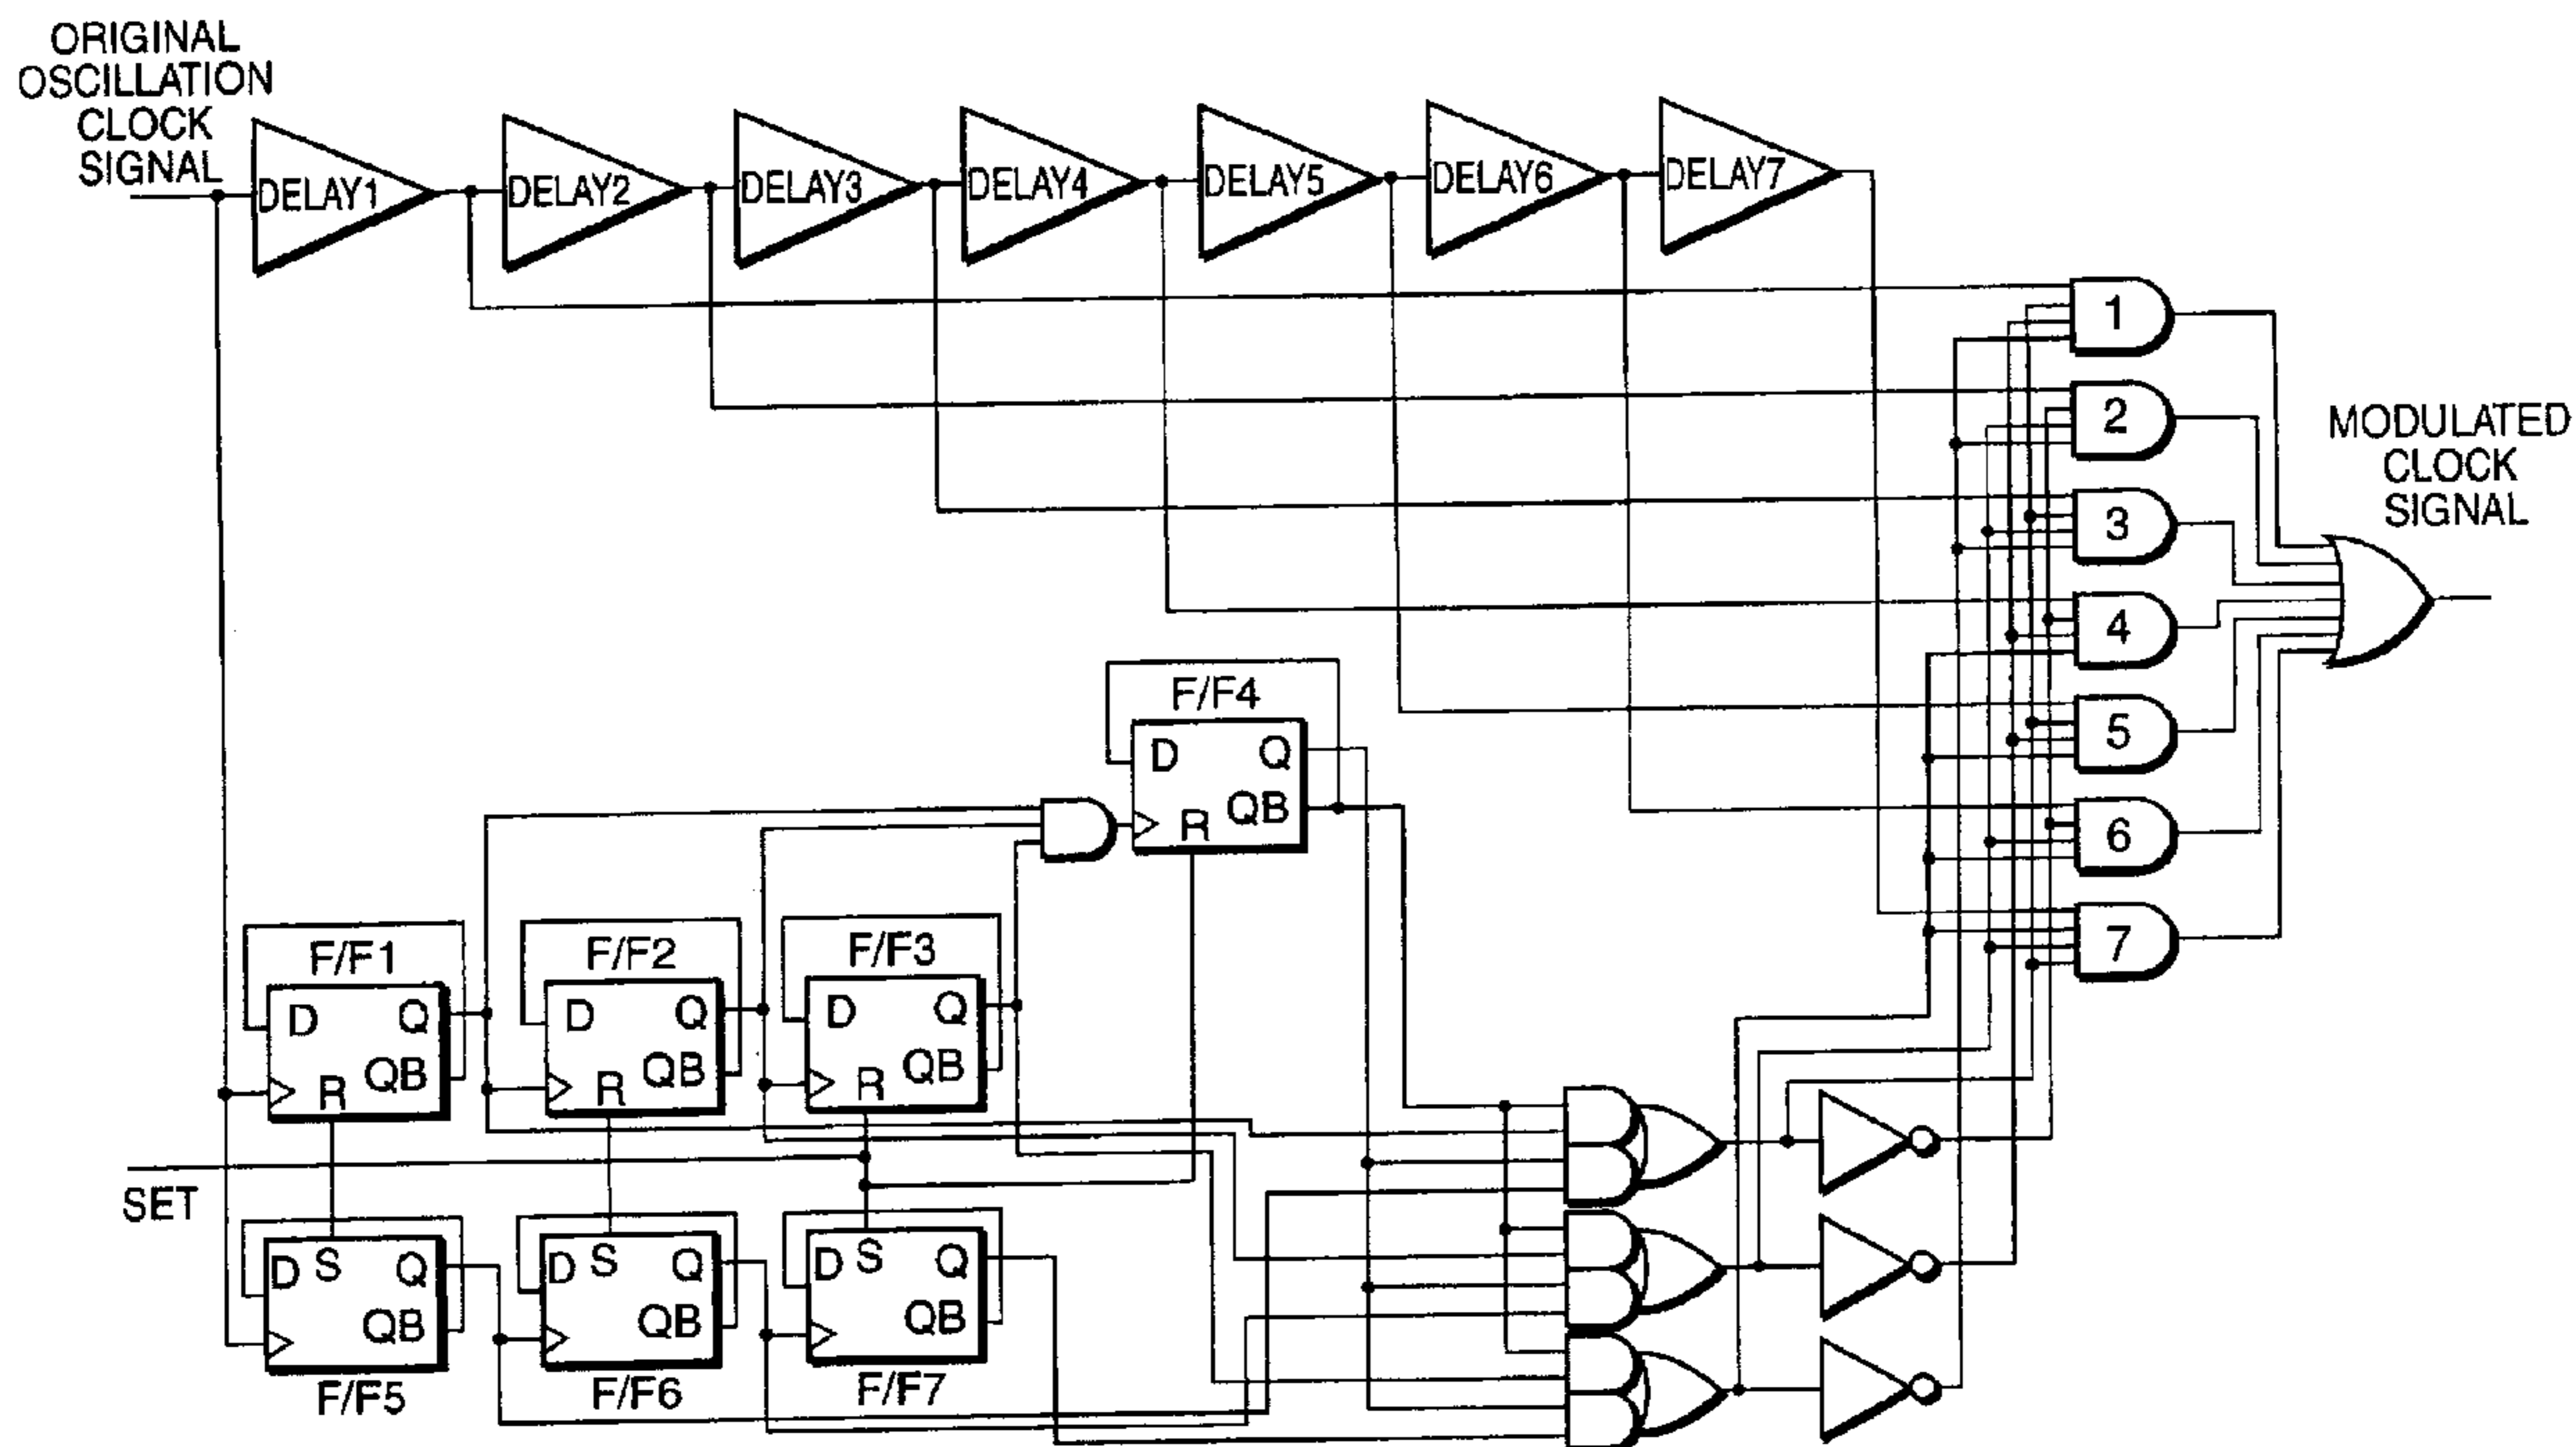 ORIGINAL
OSCILLATION
CLOCK
SIGNAL
DELAY1
DELAY2
DELAY3
DELAY4
DELAY5
DELAY6
DELAY7
1
2
3
4
5
6
7
MODULATED
CLOCK
SIGNAL
F/F4
D
Q
R
QB
F/F1
D
Q
R
QB
F/F2
D
Q
R
QB
F/F3
D
Q
R
QB
SET
D
S
Q
QB
F/F5
D
S
Q
QB
F/F6
D
S
Q
QB
F/F7